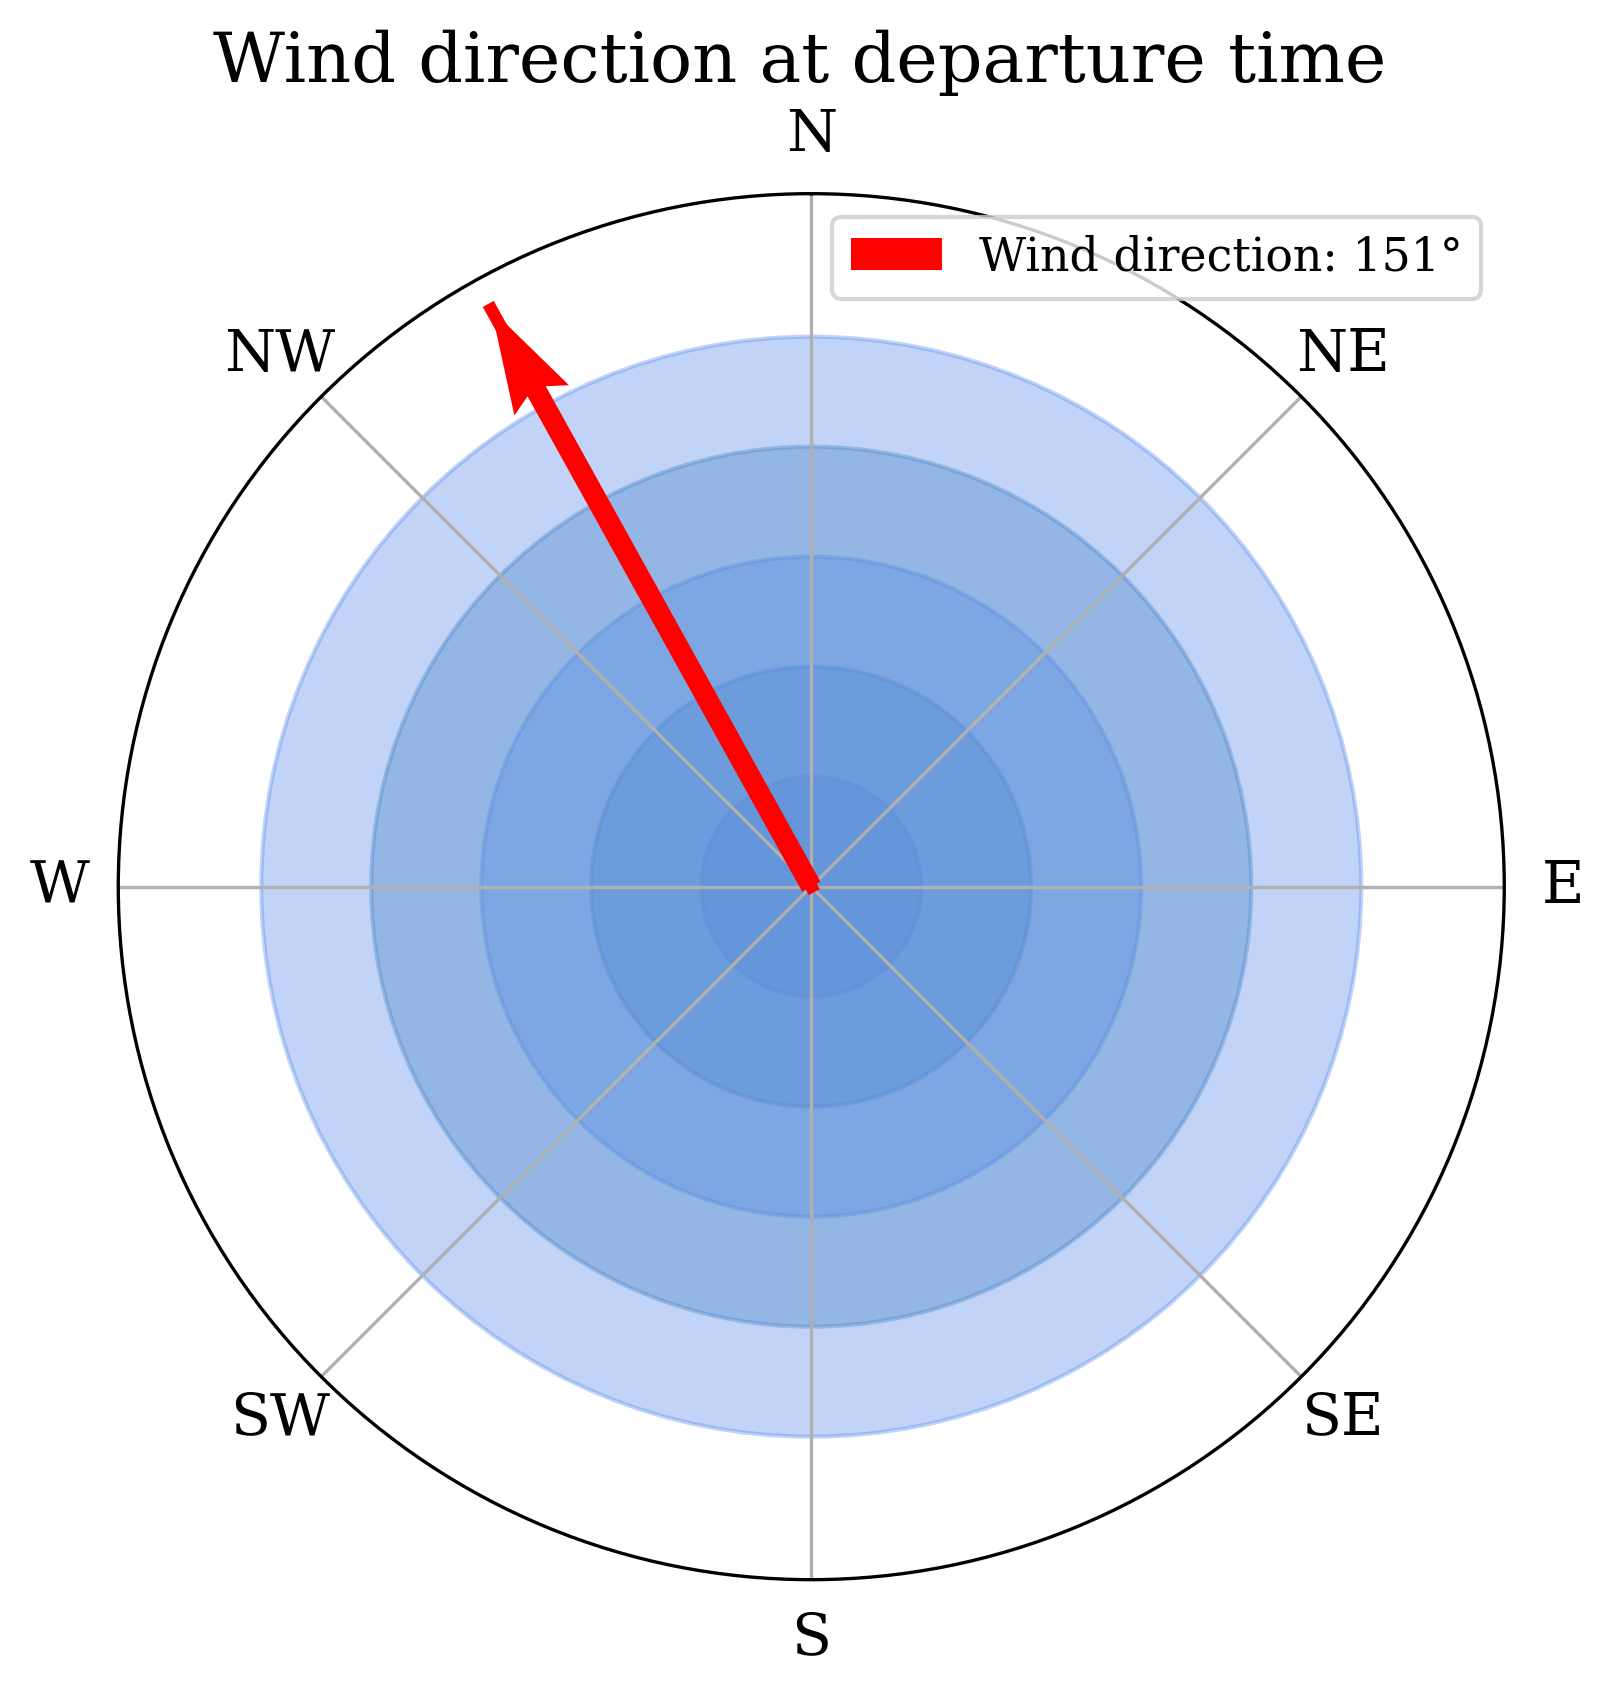 Wind direction at departure time
N
Wind direction: 151°
NW
NE
W
E
SW
SE
S